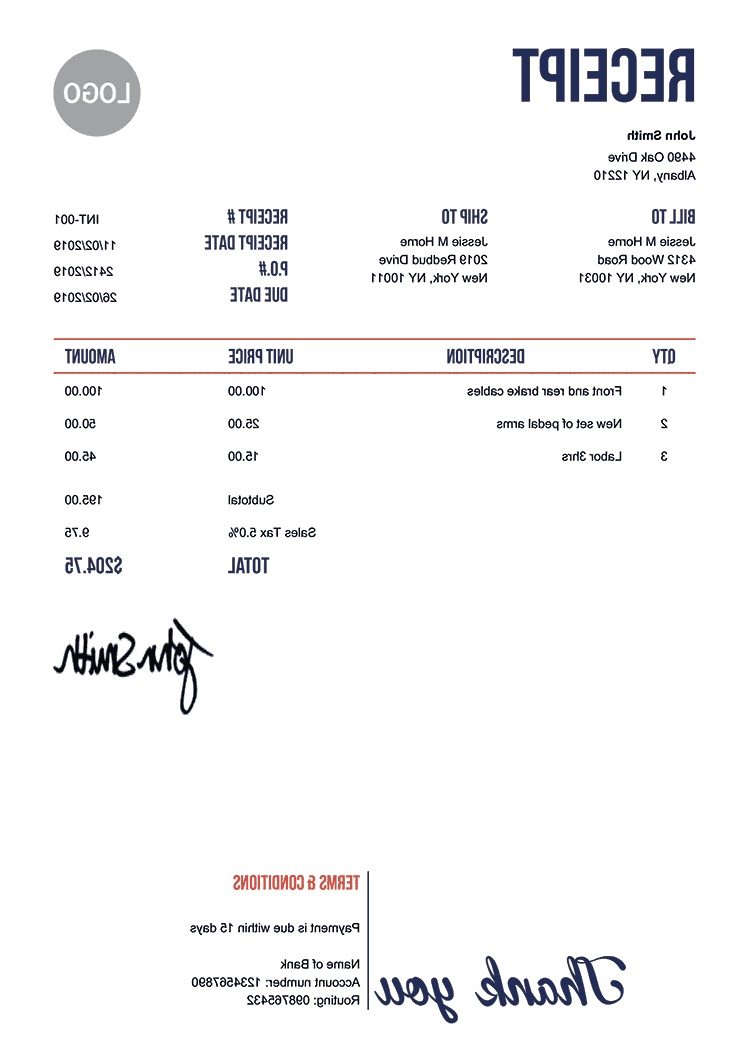 RECEIPT
LOGO
John Smith
4490 Oak Drive
Albany, NY 12210
BILL TO
Jessie M Horne
4312 Wood Road
New York, NY 10031
SHIP TO
Jessie M Horne
2019 Redbud Drive
New York, NY 10011
RECEIPT # INT-001
RECEIPT DATE 11/02/2019
P.O.# 2412/2019
DUE DATE 26/02/2019
QTY DESCRIPTION UNIT PRICE AMOUNT
1 Front and rear brake cables 100.00 100.00
2 New set of pedal arms 25.00 50.00
3 Labor 3hrs 15.00 45.00
Subtotal 195.00
Sales Tax 5.0% 9.75
TOTAL $204.75
John Smith
Thank you
TERMS & CONDITIONS
Payment is due within 15 days
Name of Bank
Account number: 1234567890
Routing: 098765432